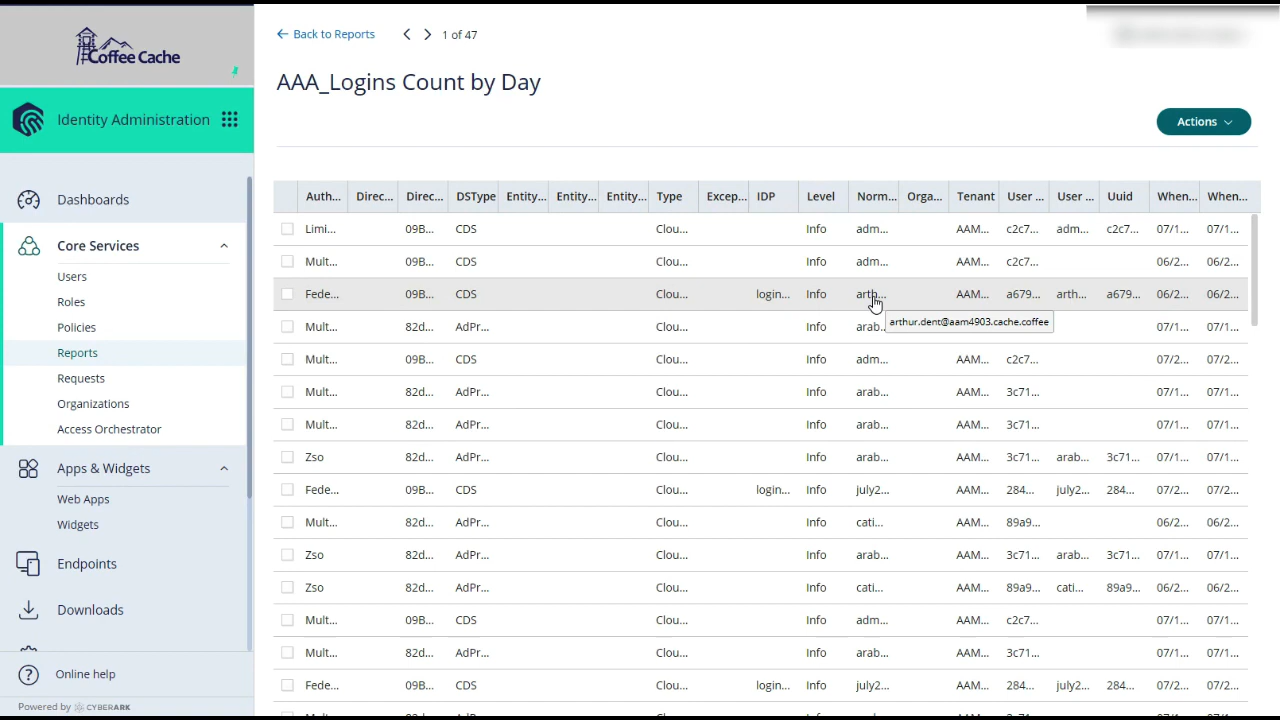 Coffee Cache
Identity Administration
Dashboards
Core Services
Users
Roles
Policies
Reports
Requests
Organizations
Access Orchestrator
Apps & Widgets
Web Apps
Widgets
Endpoints
Downloads
Online help
Powered by CYBERARK
Back to Reports 1 of 47
AAA_Logins Count by Day
Actions
Auth... Direc... Direc... DSType Entity... Entity... Entity... Type Excep... IDP Level Norm... Orga... Tenant User ... User ... Uuid When... When...
Limi... 09B... CDS Clou... Info adm... AAM... c2c7... adm... c2c7... 07/1... 07/1...
Mult... 09B... CDS Clou... Info adm... AAM... c2c7... 06/2... 06/2...
Fede... 09B... CDS Clou... login... Info arth... AAM... a679... arth... a679... 06/2... 06/2...
arthur.dent@aam4903.cache.coffee
Mult... 82d... AdPr... Clou... Info arab... 07/1... 07/1...
Mult... 09B... CDS Clou... Info adm... AAM... c2c7... 07/2... 07/2...
Mult... 82d... AdPr... Clou... Info arab... AAM... 3c71... 07/1... 07/1...
Mult... 82d... AdPr... Clou... Info arab... AAM... 3c71... 07/1... 07/1...
Zso 82d... AdPr... Clou... Info arab... AAM... 3c71... arab... 3c71... 07/1... 07/1...
Fede... 09B... CDS Clou... login... Info july2... AAM... 284... july2... 284... 07/2... 07/2...
Mult... 82d... AdPr... Clou... Info cati... AAM... 89a9... 06/2... 06/2...
Zso 82d... AdPr... Clou... Info arab... AAM... 3c71... arab... 3c71... 07/1... 07/1...
Zso 82d... AdPr... Clou... Info cati... AAM... 89a9... cati... 89a9... 06/2... 06/2...
Mult... 09B... CDS Clou... Info adm... AAM... c2c7... 07/1... 07/1...
Mult... 82d... AdPr... Clou... Info arab... AAM... 3c71... 07/1... 07/1...
Fede... 09B... CDS Clou... login... Info july2... AAM... 284... july2... 284... 07/2... 07/2...